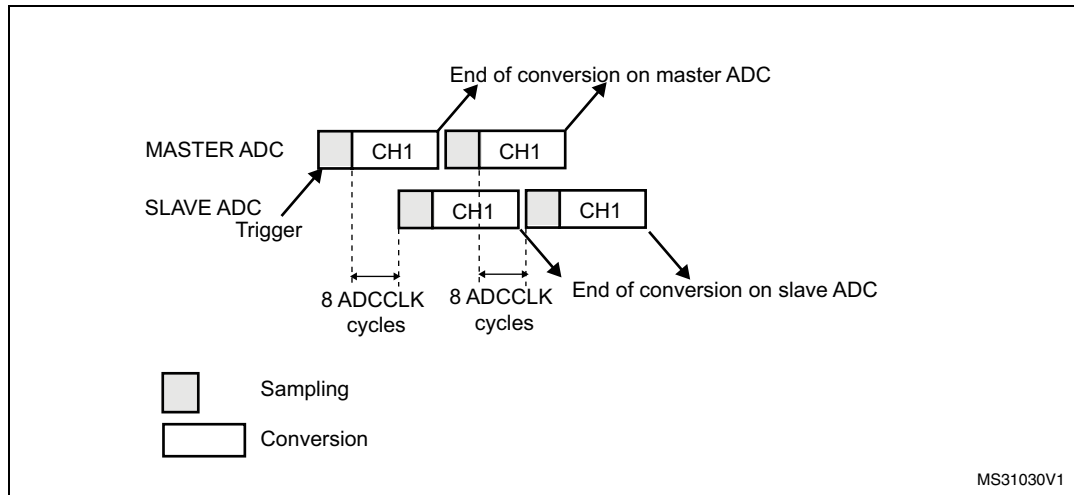 End of conversion on master ADC
MASTER ADC
CH1
CH1
SLAVE ADC
CH1
CH1
Trigger
8 ADCCLK
cycles
8 ADCCLK
cycles
End of conversion on slave ADC
Sampling
Conversion
MS31030V1